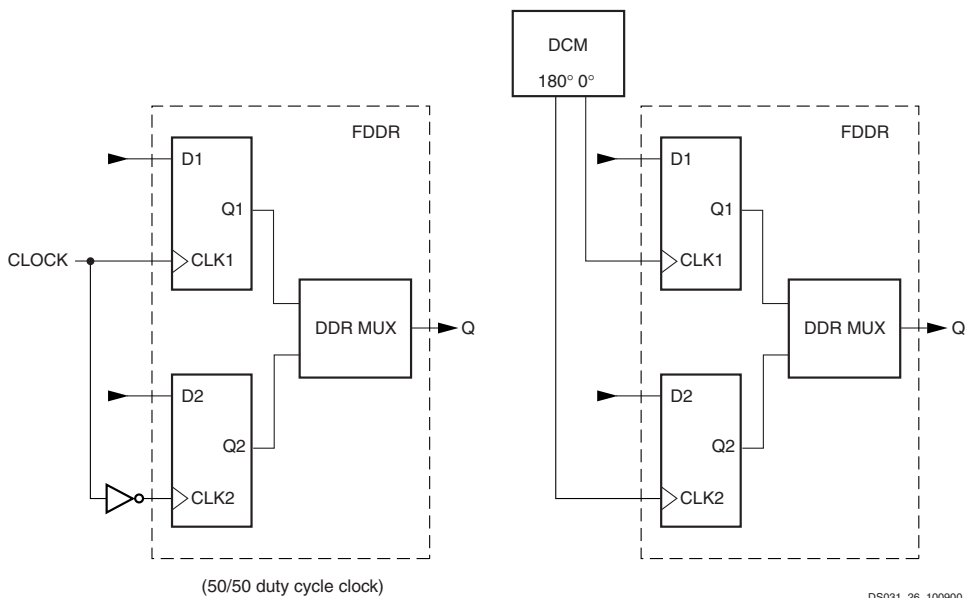 DCM
180° 0°
FDDR
D1
Q1
CLOCK
CLK1
DDR MUX
Q
D2
Q2
CLK2
(50/50 duty cycle clock)
FDDR
D1
Q1
CLK1
DDR MUX
Q
D2
Q2
CLK2
DS031_26_100900